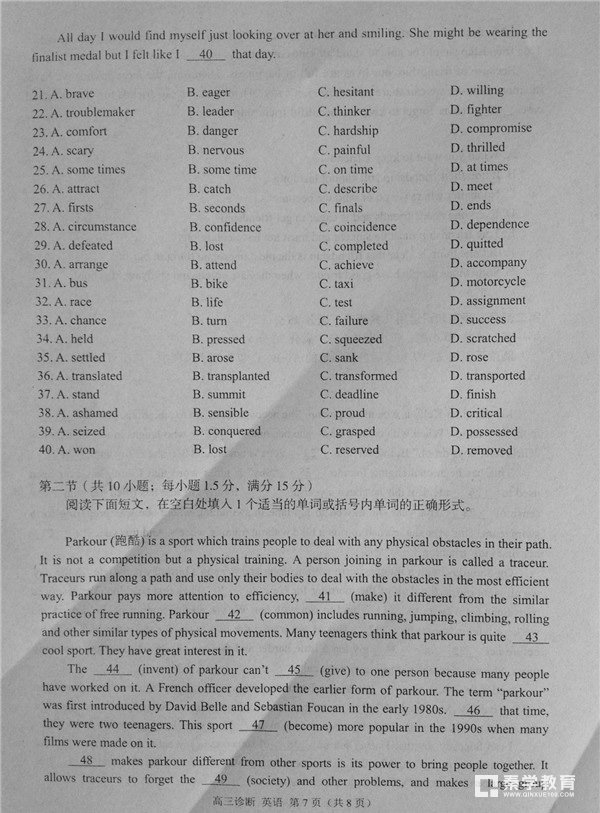 All day I would find myself just looking over at her and smiling. She might be wearing the
finalist medal but I felt like I 40 that day.
21. A. brave B. eager C. hesitant D. willing
22. A. troublemaker B. leader C. thinker D. fighter
23. A. comfort B. danger C. hardship D. compromise
24. A. scary B. nervous C. painful D. thrilled
25. A. some times B. some time C. on time D. at times
26. A. attract B. catch C. describe D. meet
27. A. firsts B. seconds C. finals D. ends
28. A. circumstance B. confidence C. coincidence D. dependence
29. A. defeated B. lost C. completed D. quitted
30. A. arrange B. attend C. achieve D. accompany
31. A. bus B. bike C. taxi D. motorcycle
32. A. race B. life C. test D. assignment
33. A. chance B. turn C. failure D. success
34. A. held B. pressed C. squeezed D. scratched
35. A. settled B. arose C. sank D. rose
36. A. translated B. transplanted C. transformed D. transported
37. A. stand B. summit C. deadline D. finish
38. A. ashamed B. sensible C. proud D. critical
39. A. seized B. conquered C. grasped D. possessed
40. A. won B. lost C. reserved D. removed
第二节（共 10 小题；每小题 1.5 分，满分 15 分）
阅读下面短文，在空白处填入 1 个适当的单词或括号内单词的正确形式。
Parkour (跑酷) is a sport which trains people to deal with any physical obstacles in their path.
It is not a competition but a physical training. A person joining in parkour is called a traceur.
Traceurs run along a path and use only their bodies to deal with the obstacles in the most efficient
way. Parkour pays more attention to efficiency, 41 (make) it different from the similar
practice of free running. Parkour 42 (common) includes running, jumping, climbing, rolling
and other similar types of physical movements. Many teenagers think that parkour is quite 43
cool sport. They have great interest in it.
The 44 (invent) of parkour can't 45 (give) to one person because many people
have worked on it. A French officer developed the earlier form of parkour. The term “parkour”
was first introduced by David Belle and Sebastian Foucan in the early 1980s. 46 that time,
they were two teenagers. This sport 47 (become) more popular in the 1990s when many
films were made on it.
48 makes parkour different from other sports is its power to bring people together. It
allows traceurs to forget the 49 (society) and other problems, and makes large group
高三诊断 英语 第 7 页（共 8 页）
秦学教育
WWW.QINXUE100.COM